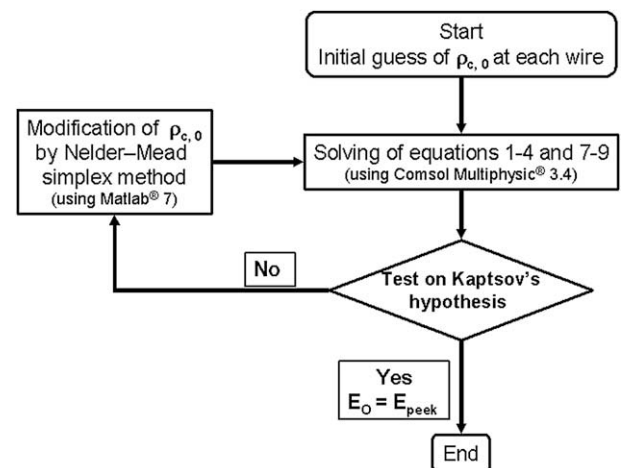 Start
Initial guess of ρc, 0 at each wire
Modification of ρc, 0
by Nelder–Mead
simplex method
(using Matlab® 7)
Solving of equations 1-4 and 7-9
(using Comsol Multiphysic® 3.4)
Test on Kaptsov's
hypothesis
No
Yes
EO = Epeek
End